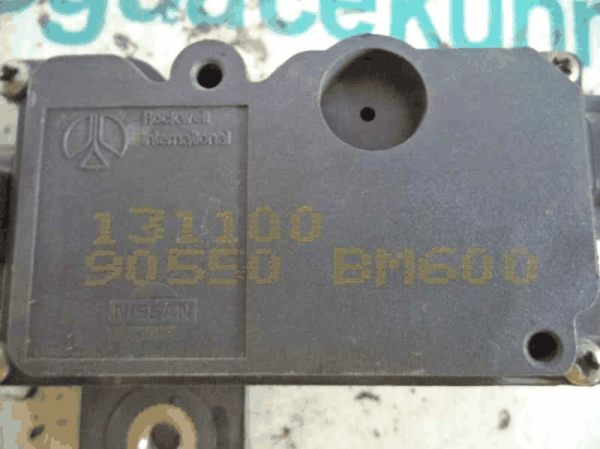 Rockwell
International
131100
90550 BM600
NISSAN